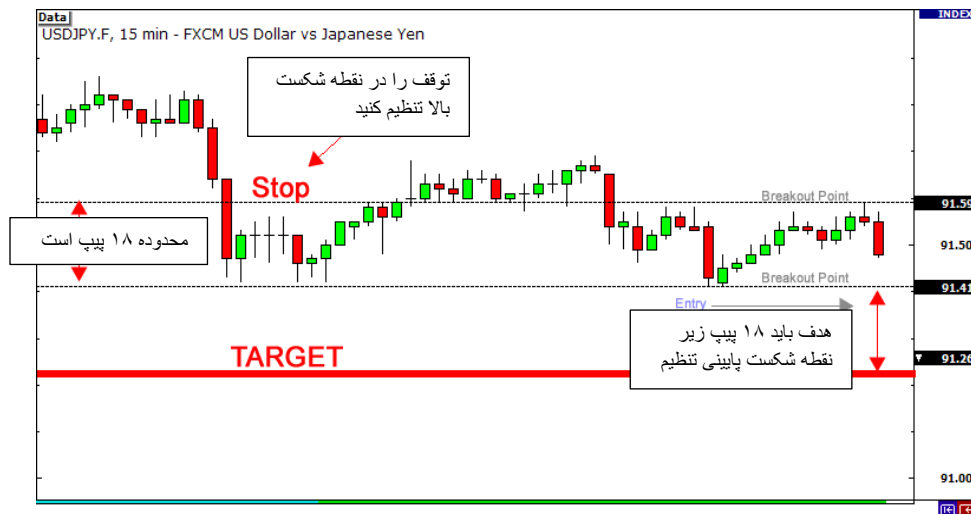 Data
INDEX
USDJPY.F, 15 min - FXCM US Dollar vs Japanese Yen
توقف را در نقطه شکست
بالا تنظیم کنید
Stop
Breakout Point
91.59
محدوده ۱۸ پیپ است
91.50
Breakout Point
91.41
Entry
هدف باید ۱۸ پیپ زیر
نقطه شکست پایینی تنظیم
TARGET
91.26
91.00